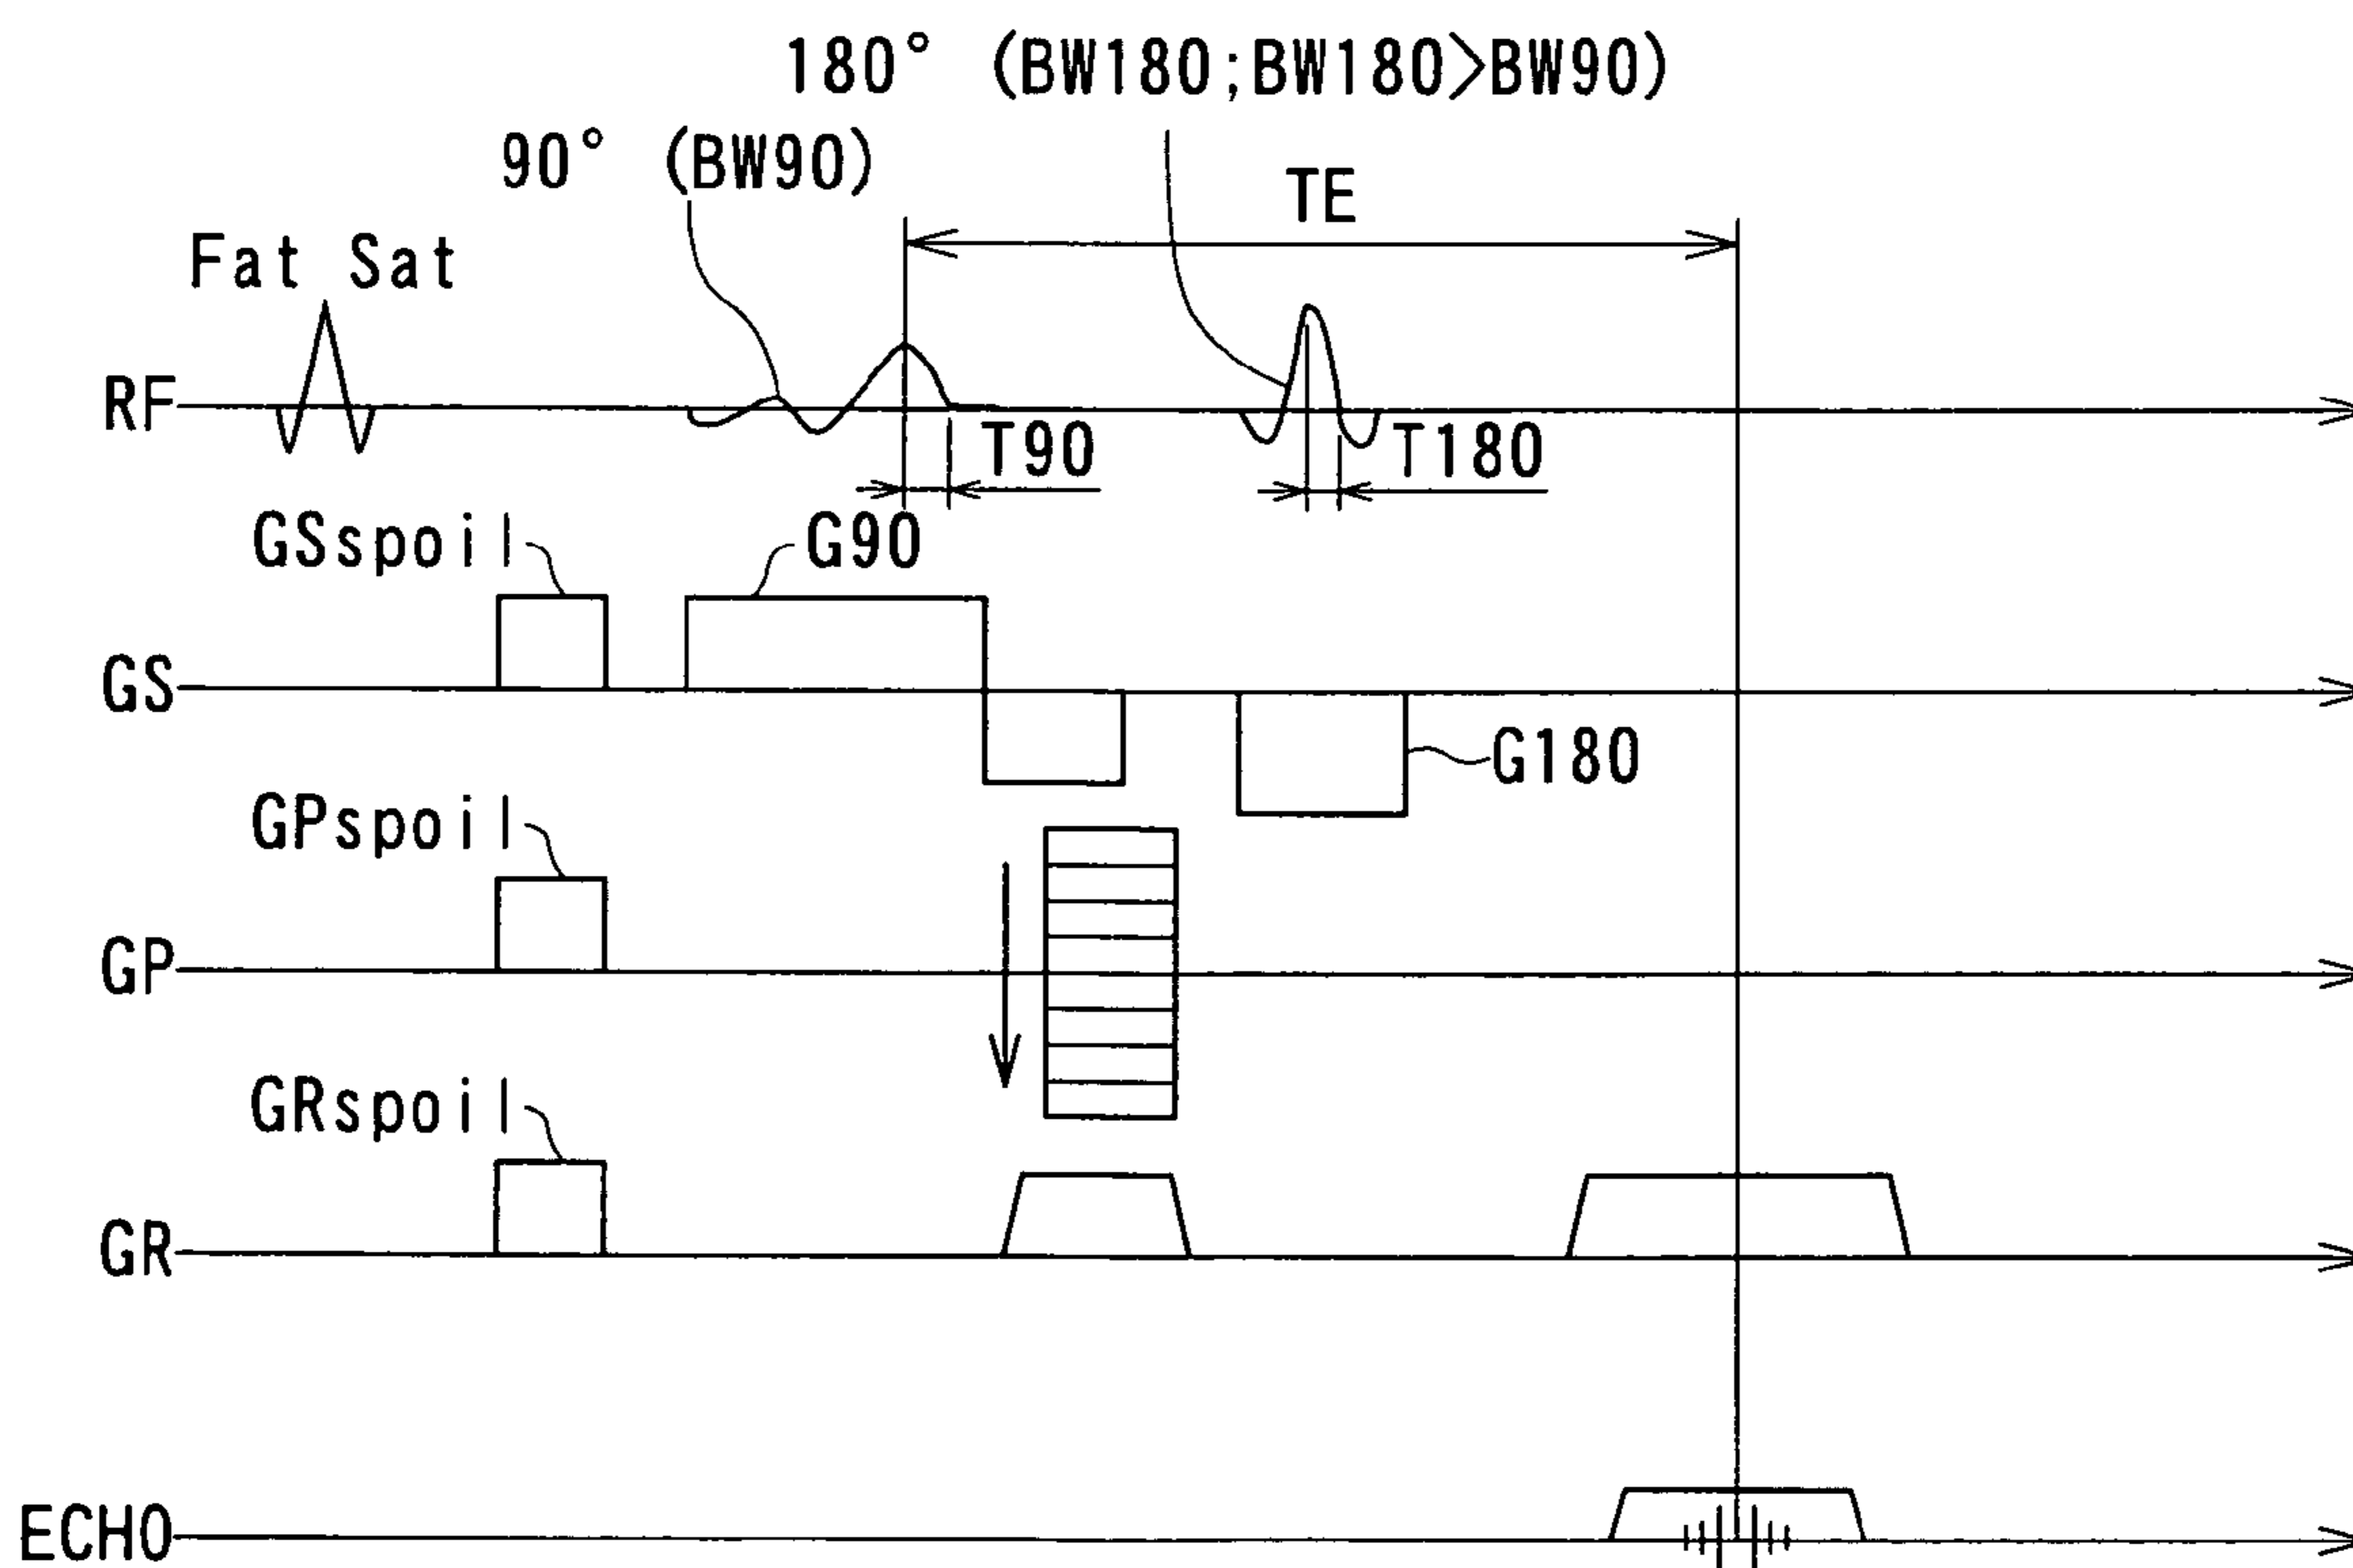 180° (BW180;BW180>BW90)
90° (BW90)
TE
Fat Sat
RF
T90
T180
GSspoil
G90
GS
G180
GPspoil
GP
GRspoil
GR
ECHO